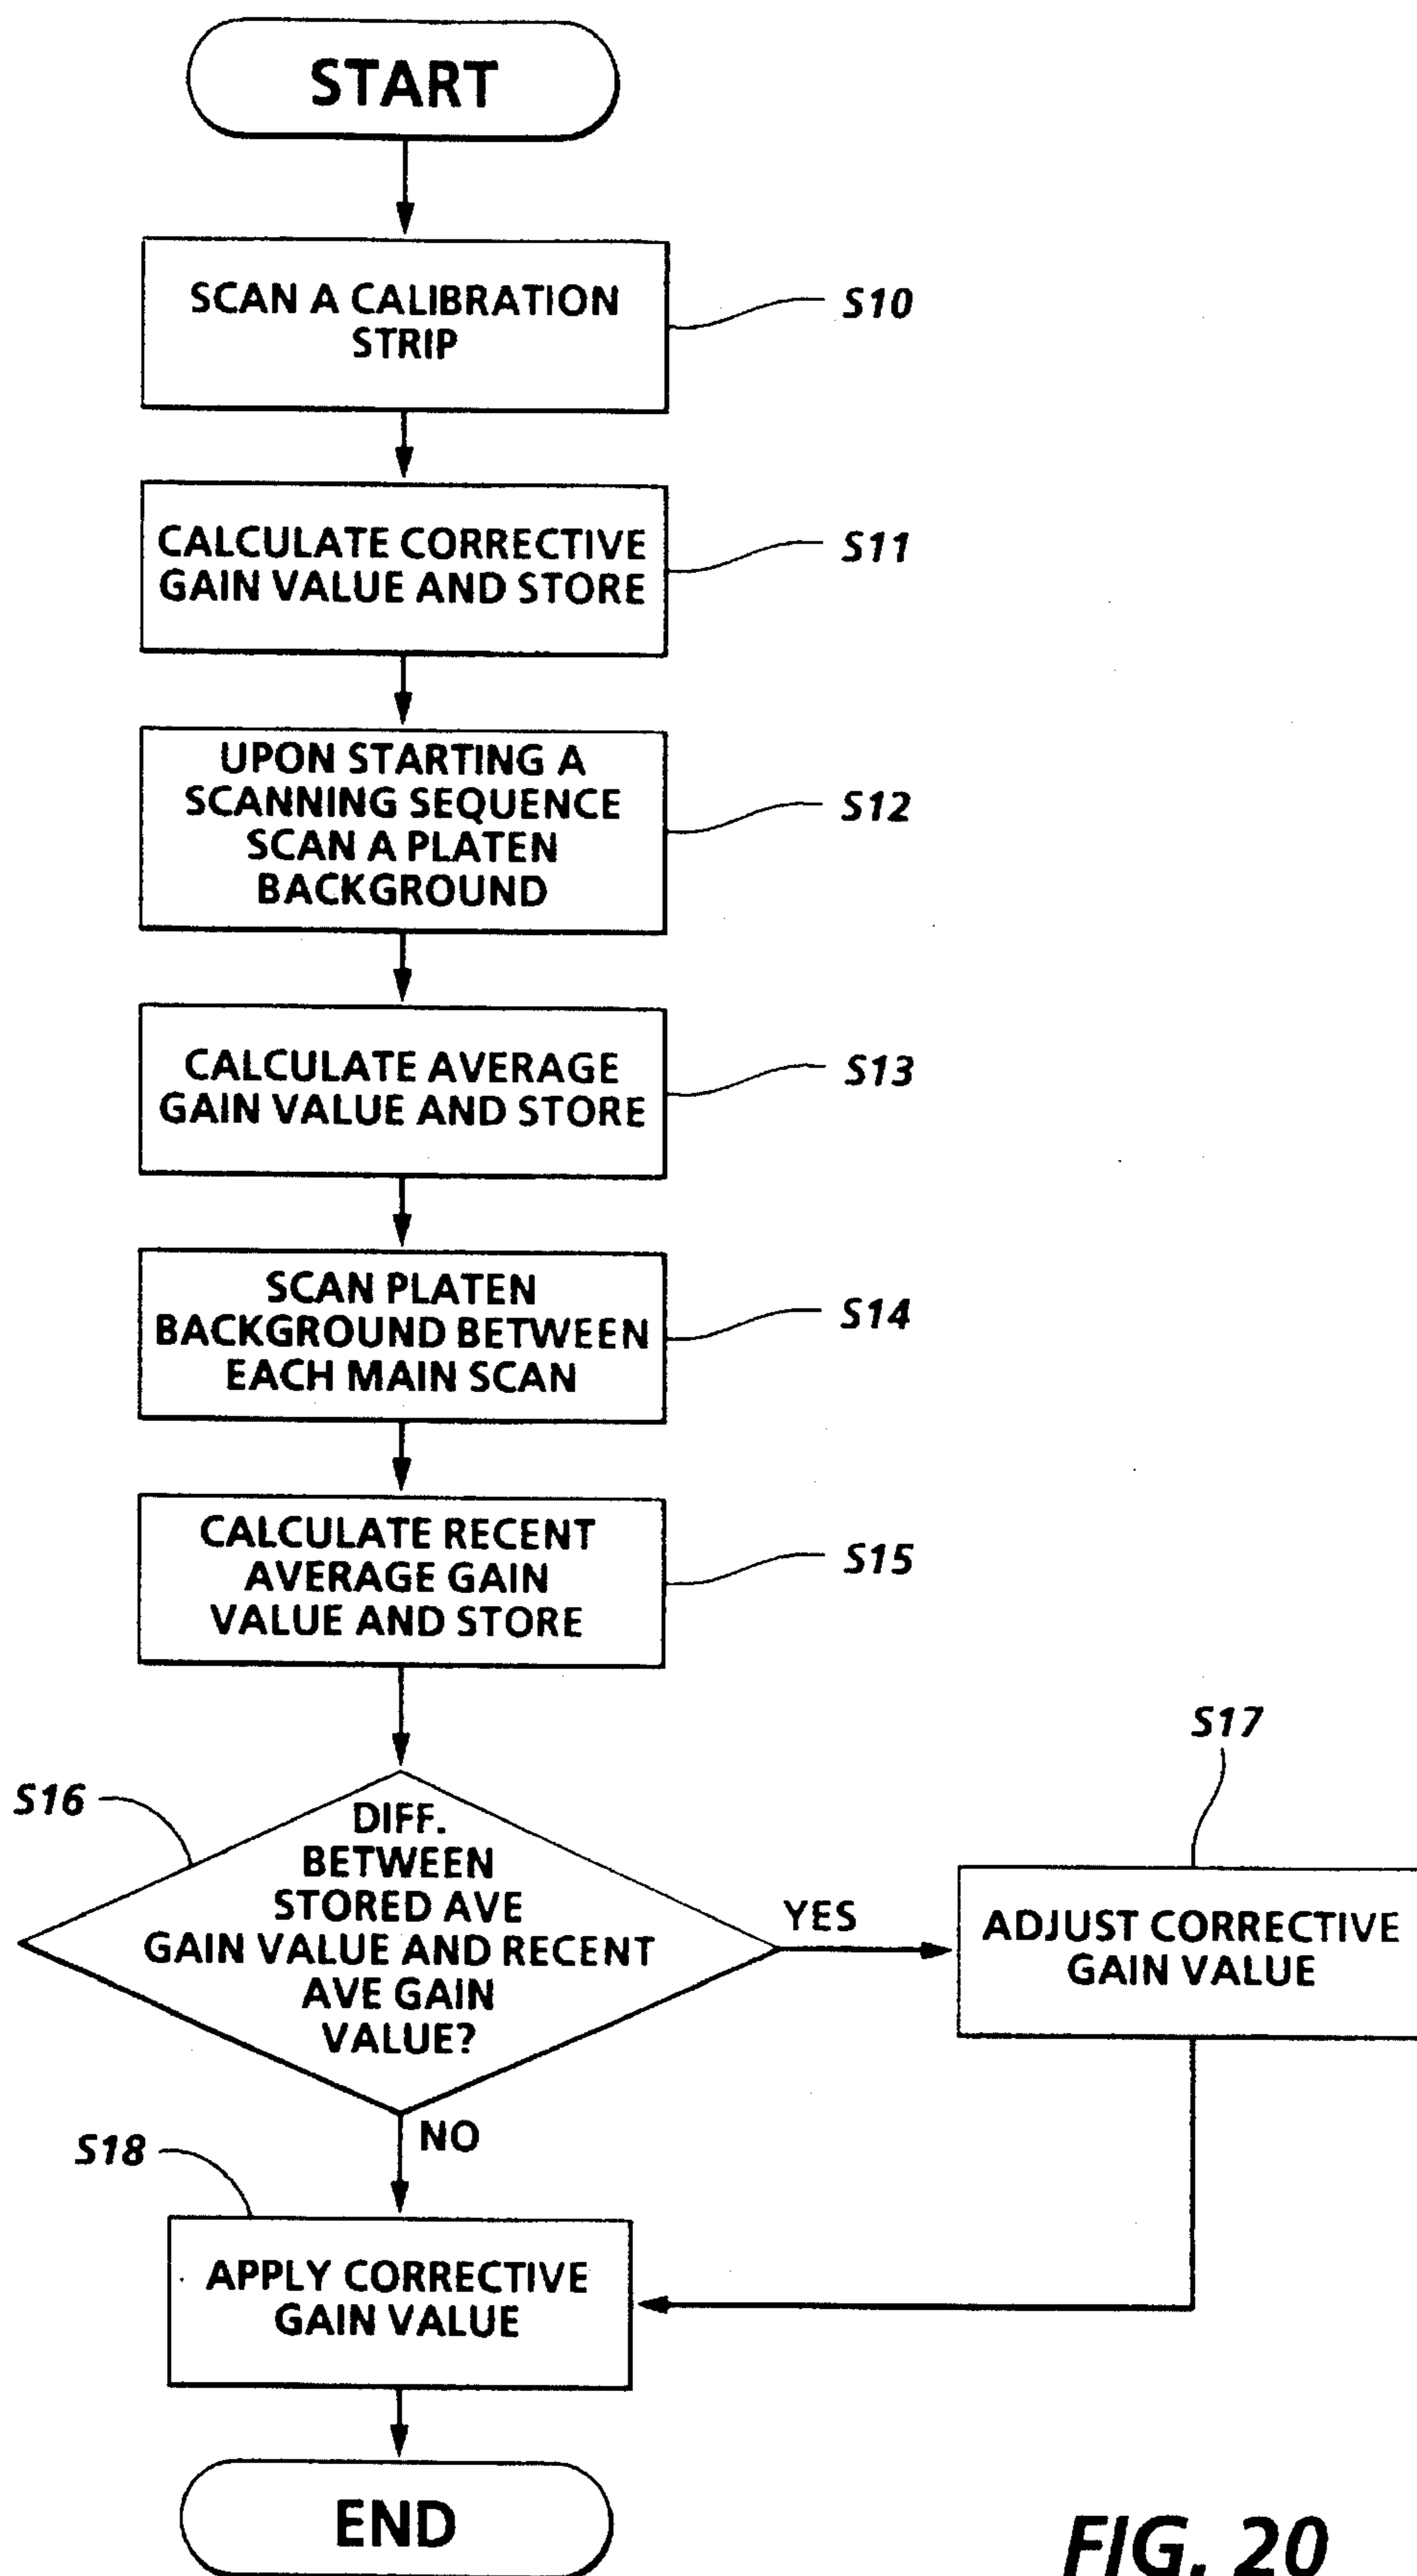 START
SCAN A CALIBRATION
STRIP
S10
CALCULATE CORRECTIVE
GAIN VALUE AND STORE
S11
UPON STARTING A
SCANNING SEQUENCE
SCAN A PLATEN
BACKGROUND
S12
CALCULATE AVERAGE
GAIN VALUE AND STORE
S13
SCAN PLATEN
BACKGROUND BETWEEN
EACH MAIN SCAN
S14
CALCULATE RECENT
AVERAGE GAIN
VALUE AND STORE
S15
S16
DIFF.
BETWEEN
STORED AVE
GAIN VALUE AND RECENT
AVE GAIN
VALUE?
YES
S17
ADJUST CORRECTIVE
GAIN VALUE
NO
S18
APPLY CORRECTIVE
GAIN VALUE
END
FIG. 20